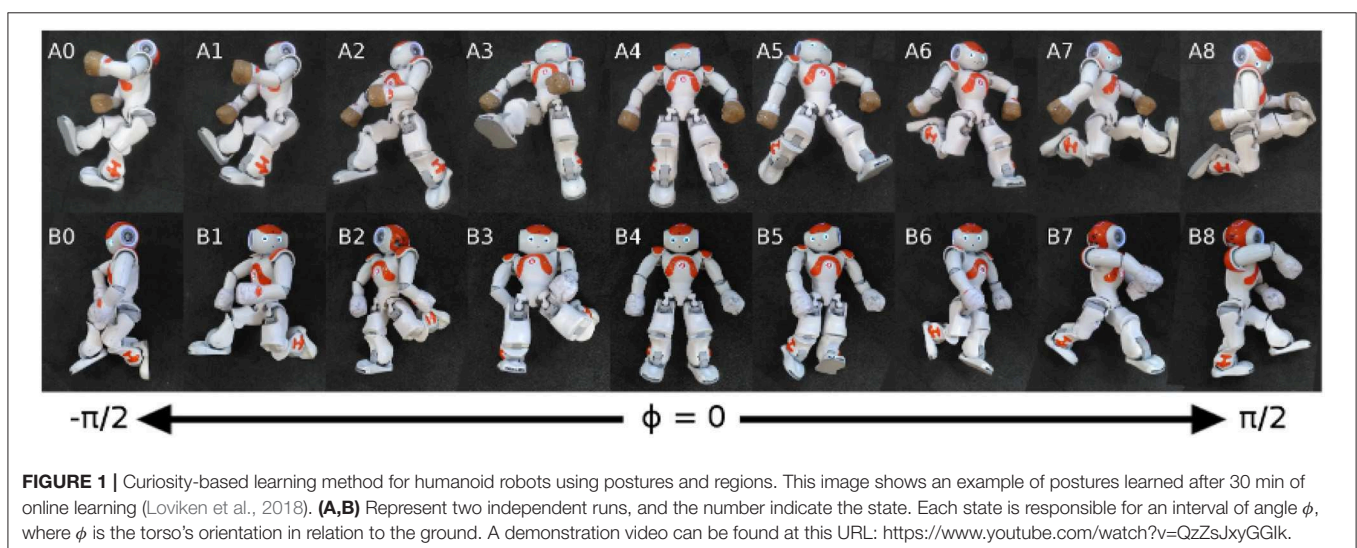 A0 A1 A2 A3 A4 A5 A6 A7 A8
B0 B1 B2 B3 B4 B5 B6 B7 B8
-π/2 ϕ = 0 π/2
FIGURE 1 | Curiosity-based learning method for humanoid robots using postures and regions. This image shows an example of postures learned after 30 min of
online learning (Loviken et al., 2018). (A,B) Represent two independent runs, and the number indicate the state. Each state is responsible for an interval of angle ϕ,
where ϕ is the torso's orientation in relation to the ground. A demonstration video can be found at this URL: https://www.youtube.com/watch?v=QzZsJxyGGlk.